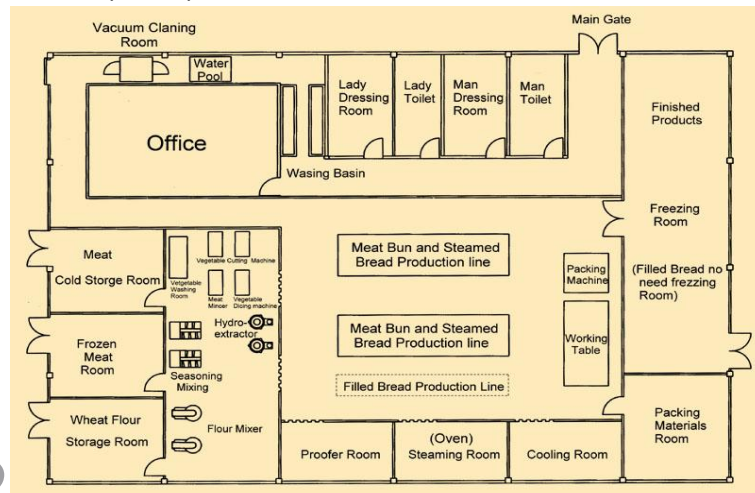 Vacuum Claning
Room
Main Gate
Water
Pool
Lady
Dressing
Room
Lady
Toilet
Man
Dressing
Room
Man
Toilet
Finished
Products
Office
Wasing Basin
Freezing
Room
(Filled Bread no
need frezzing
Room)
Meat
Cold Storge Room
Vegetable Cutting Machine
Vetgetable
Washing
Room
Meat
Mincer
Vegetable
Dicing machine
Meat Bun and Steamed
Bread Production line
Packing
Machine
Hydro-
extractor
Frozen
Meat
Room
Seasoning
Mixing
Meat Bun and Steamed
Bread Production line
Working
Table
Filled Bread Production Line
Wheat Flour
Storage Room
Flour Mixer
Proofer Room
(Oven)
Steaming Room
Cooling Room
Packing
Materials
Room